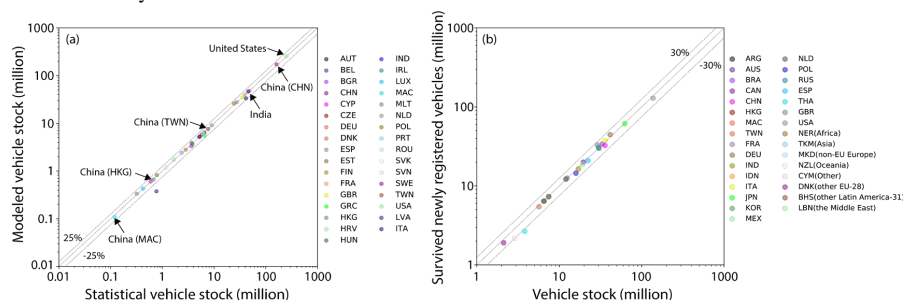 Modeled vehicle stock (million)
1000
100
10
1
0.1
0.01
(a)
United States
China (CHN)
India
China (TWN)
China (HKG)
China (MAC)
25%
-25%
0.01 0.1 1 10 100 1000
Statistical vehicle stock (million)
AUT IND
BEL IRL
BGR LUX
CHN MAC
CYP MLT
CZE NLD
DEU POL
DNK PRT
ESP ROU
EST SVK
FIN SVN
FRA SWE
GBR TWN
GRC USA
HKG LVA
HRV ITA
HUN
Survived newly registered vehicles (million)
1000
100
10
1
(b)
30%
-30%
1 10 100 1000
Vehicle stock (million)
ARG NLD
AUS POL
BRA RUS
CAN ESP
CHN THA
HKG GBR
MAC USA
TWN NER(Africa)
FRA TKM(Asia)
DEU MKD(non-EU Europe)
IND NZL(Oceania)
IDN CYM(Other)
ITA DNK(other EU-28)
JPN BHS(other Latin America-31)
KOR LBN(the Middle East)
MEX